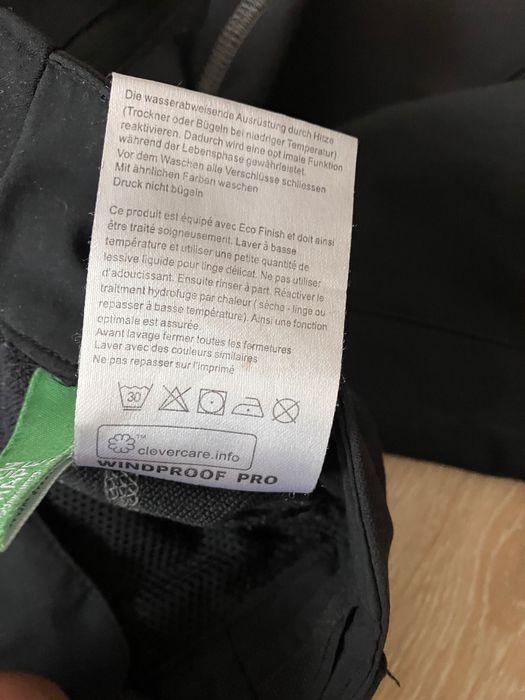 Die wasserabweisende Ausrüstung durch Hitze
(Trockner oder Bügeln bei niedriger Temperatur)
reaktivieren. Dadurch wird eine opt imale Funktion
während der Lebensphase gewährleistet.
Vor dem Waschen alle Verschlüsse schliessen
Mit ähnlichen Farben waschen
Druck nicht bügeln
Ce produit est équipé avec Eco Finish et doit ainsi
être traité soigneusement. Laver à basse
température et utiliser une petite quantité de
lessive liquide pour linge délicat. Ne pas utiliser
d'adoucissant. Ensuite rinser à part. Réactiver le
traitment hydrofuge par chaleur ( sèche - linge ou
repasser à basse température). Ainsi une fonction
optimale est assurée.
Avant lavage fermer toutes les fermetures
Laver avec des couleurs similaires
Ne pas repasser sur l'imprimé
30
TM
clevercare.info
WINDPROOF PRO